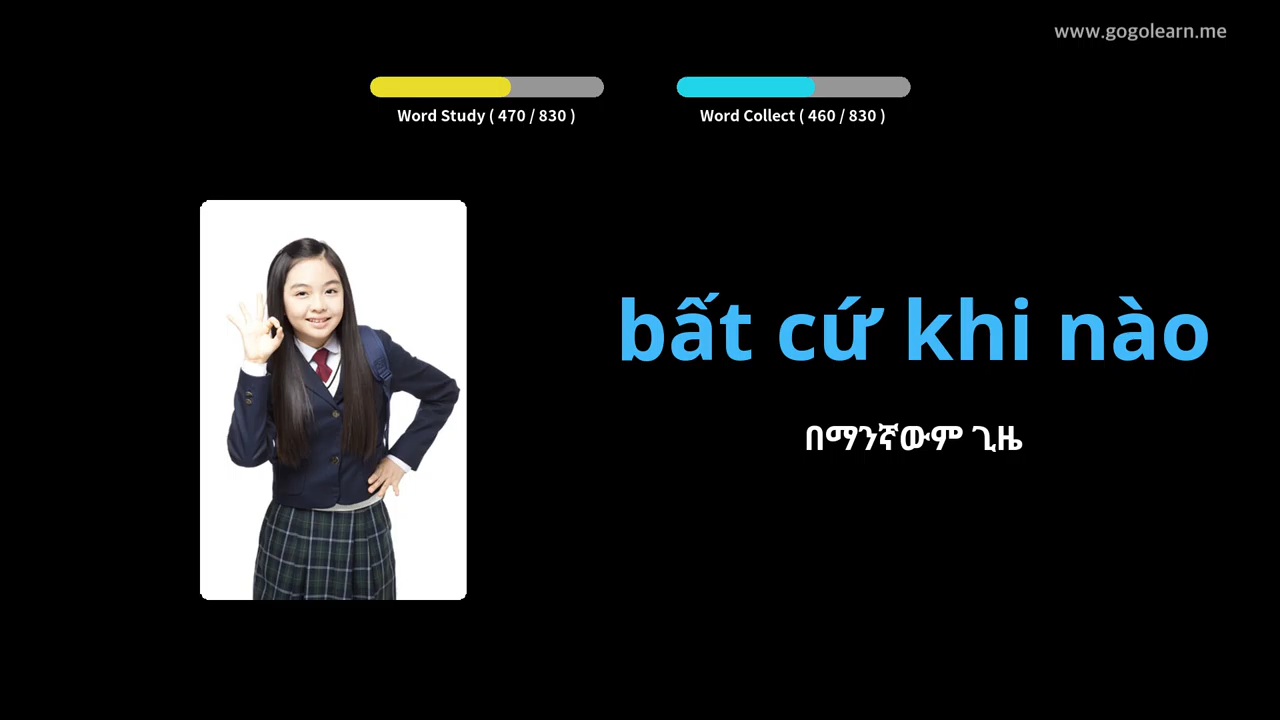 www.gogolearn.me
Word Study ( 470 / 830 )
Word Collect ( 460 / 830 )
bất cứ khi nào
በማንኛውም ጊዜ